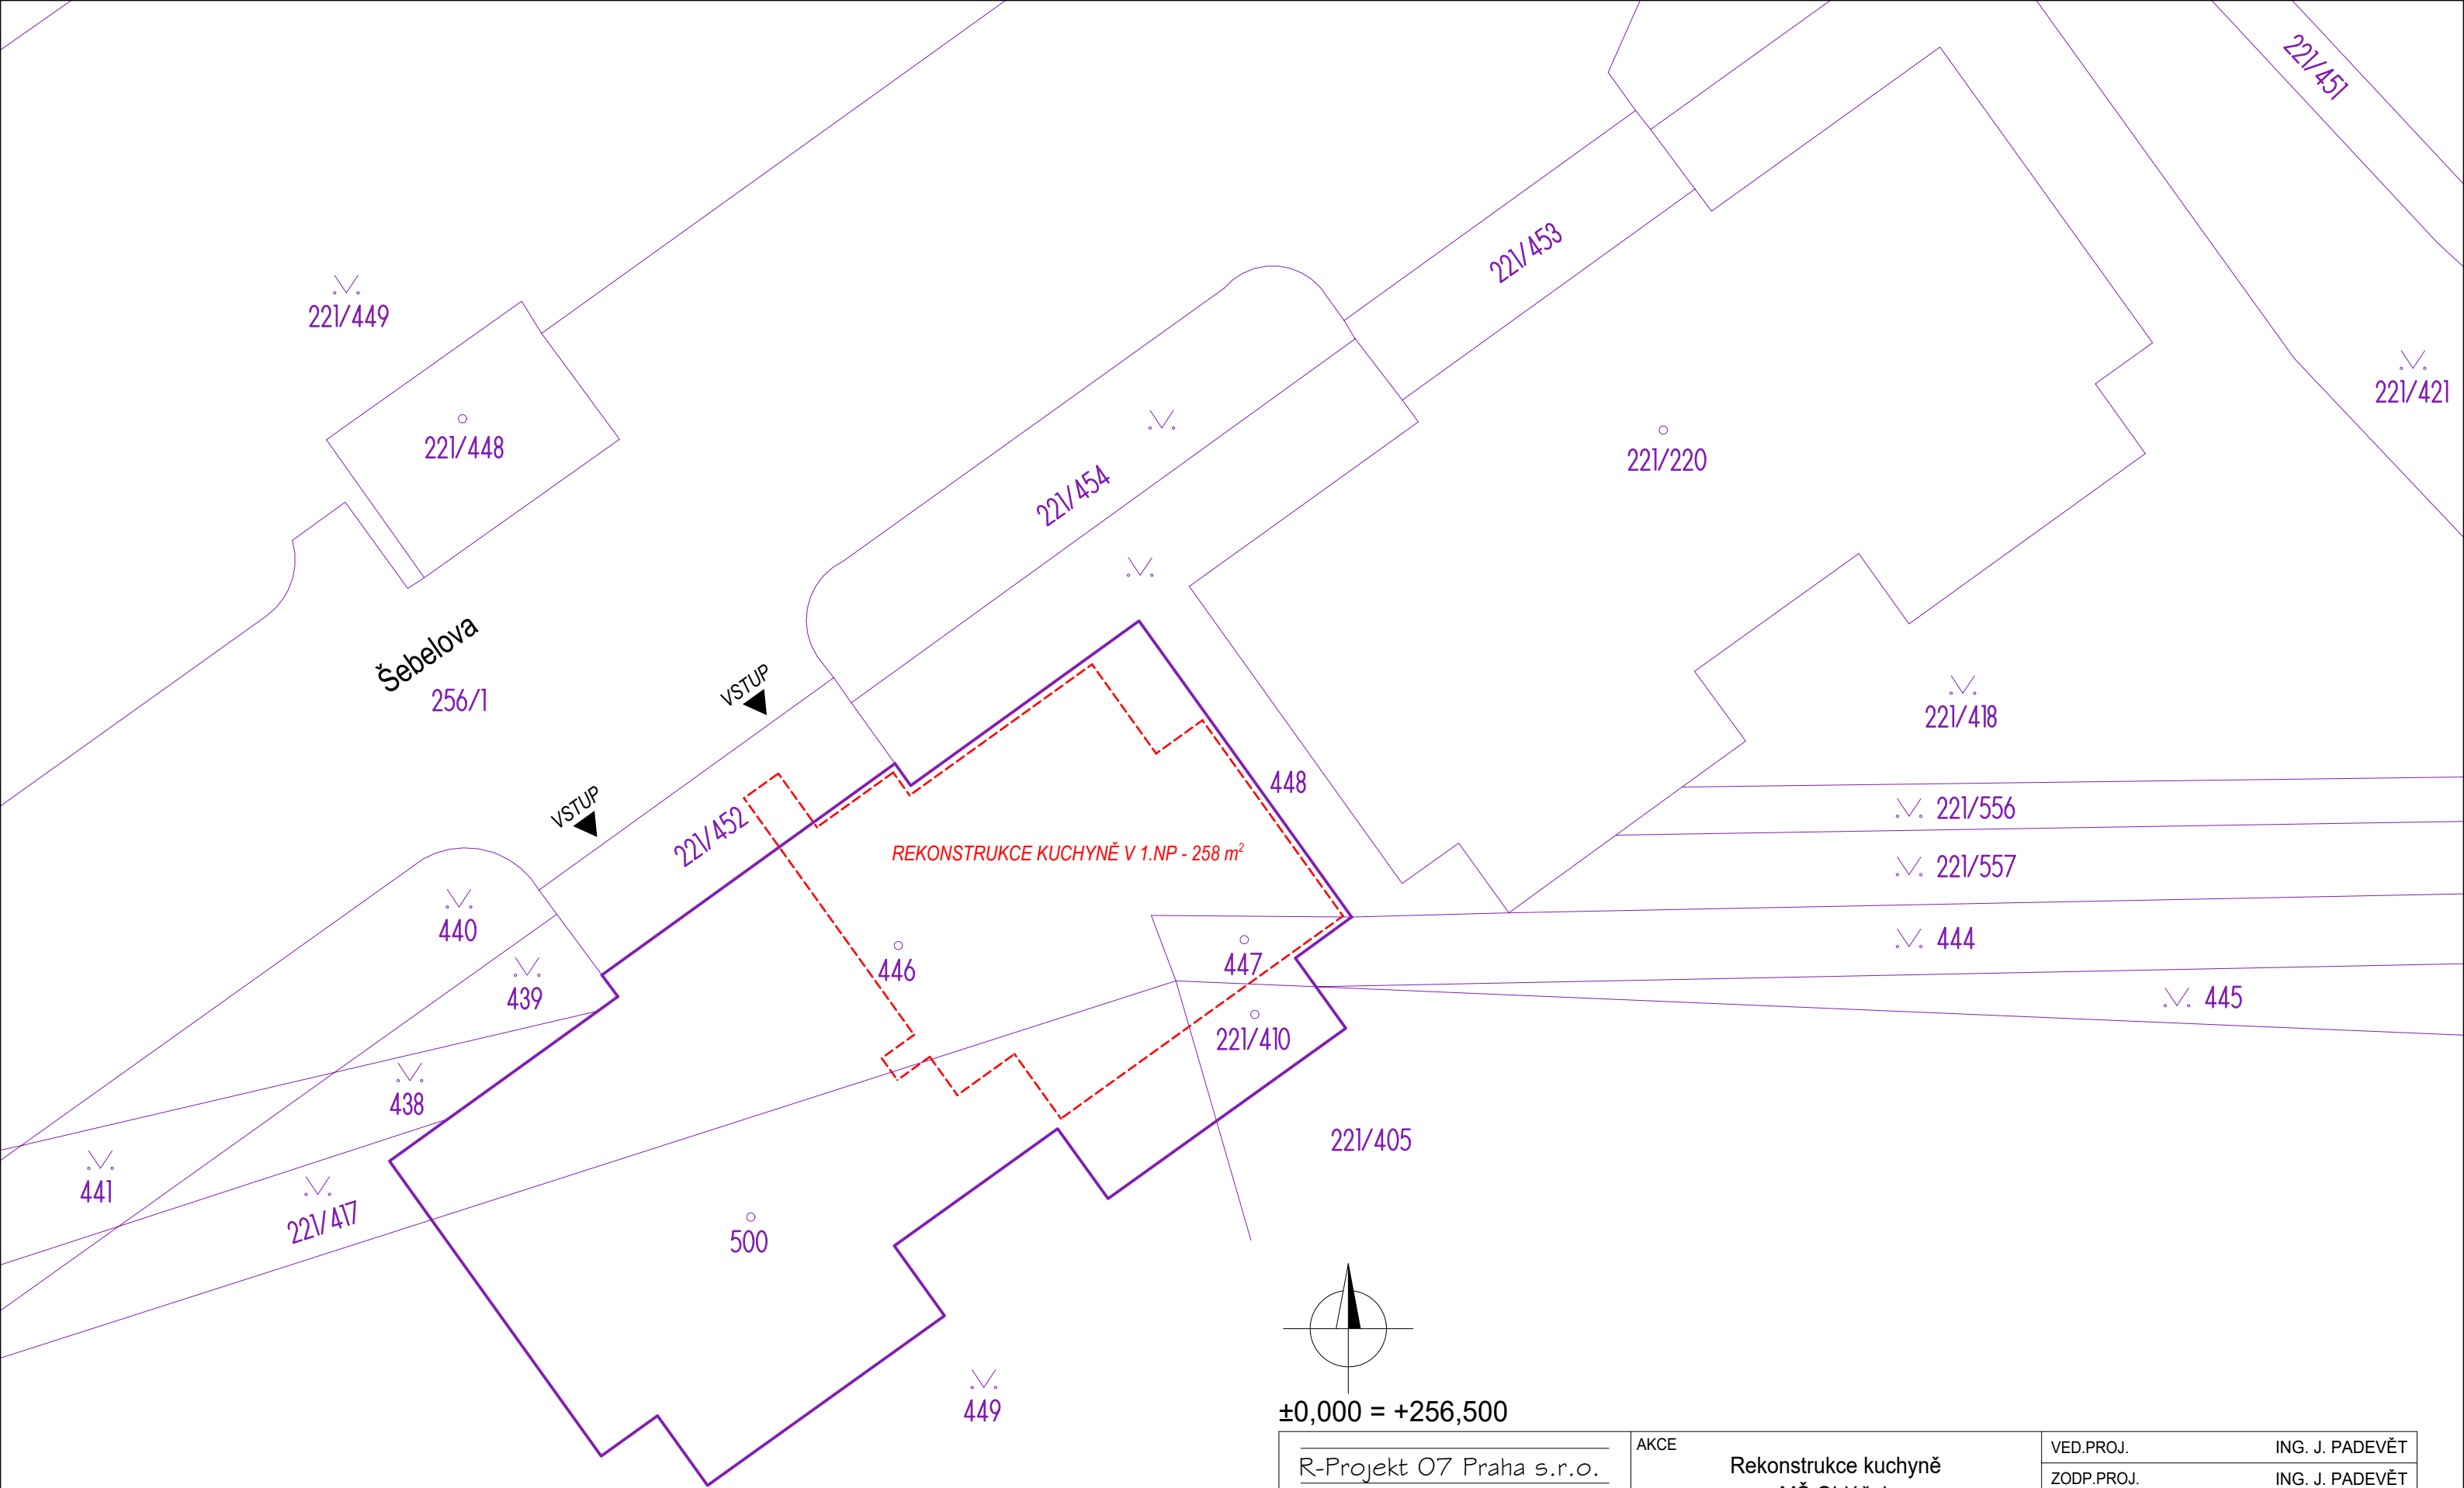 221/451
221/453
221/449
221/421
221/448
221/220
221/454
Šebelova
256/1
VSTUP
221/418
448
VSTUP
221/452
221/556
REKONSTRUKCE KUCHYNĚ V 1.NP - 258 m²
221/557
440
444
446
447
439
445
221/410
438
221/405
441
221/417
500
449
±0,000 = +256,500
R-Projekt 07 Praha s.r.o.
AKCE
Rekonstrukce kuchyně
VED.PROJ. ING. J. PADEVĚT
ZODP.PROJ. ING. J. PADEVĚT